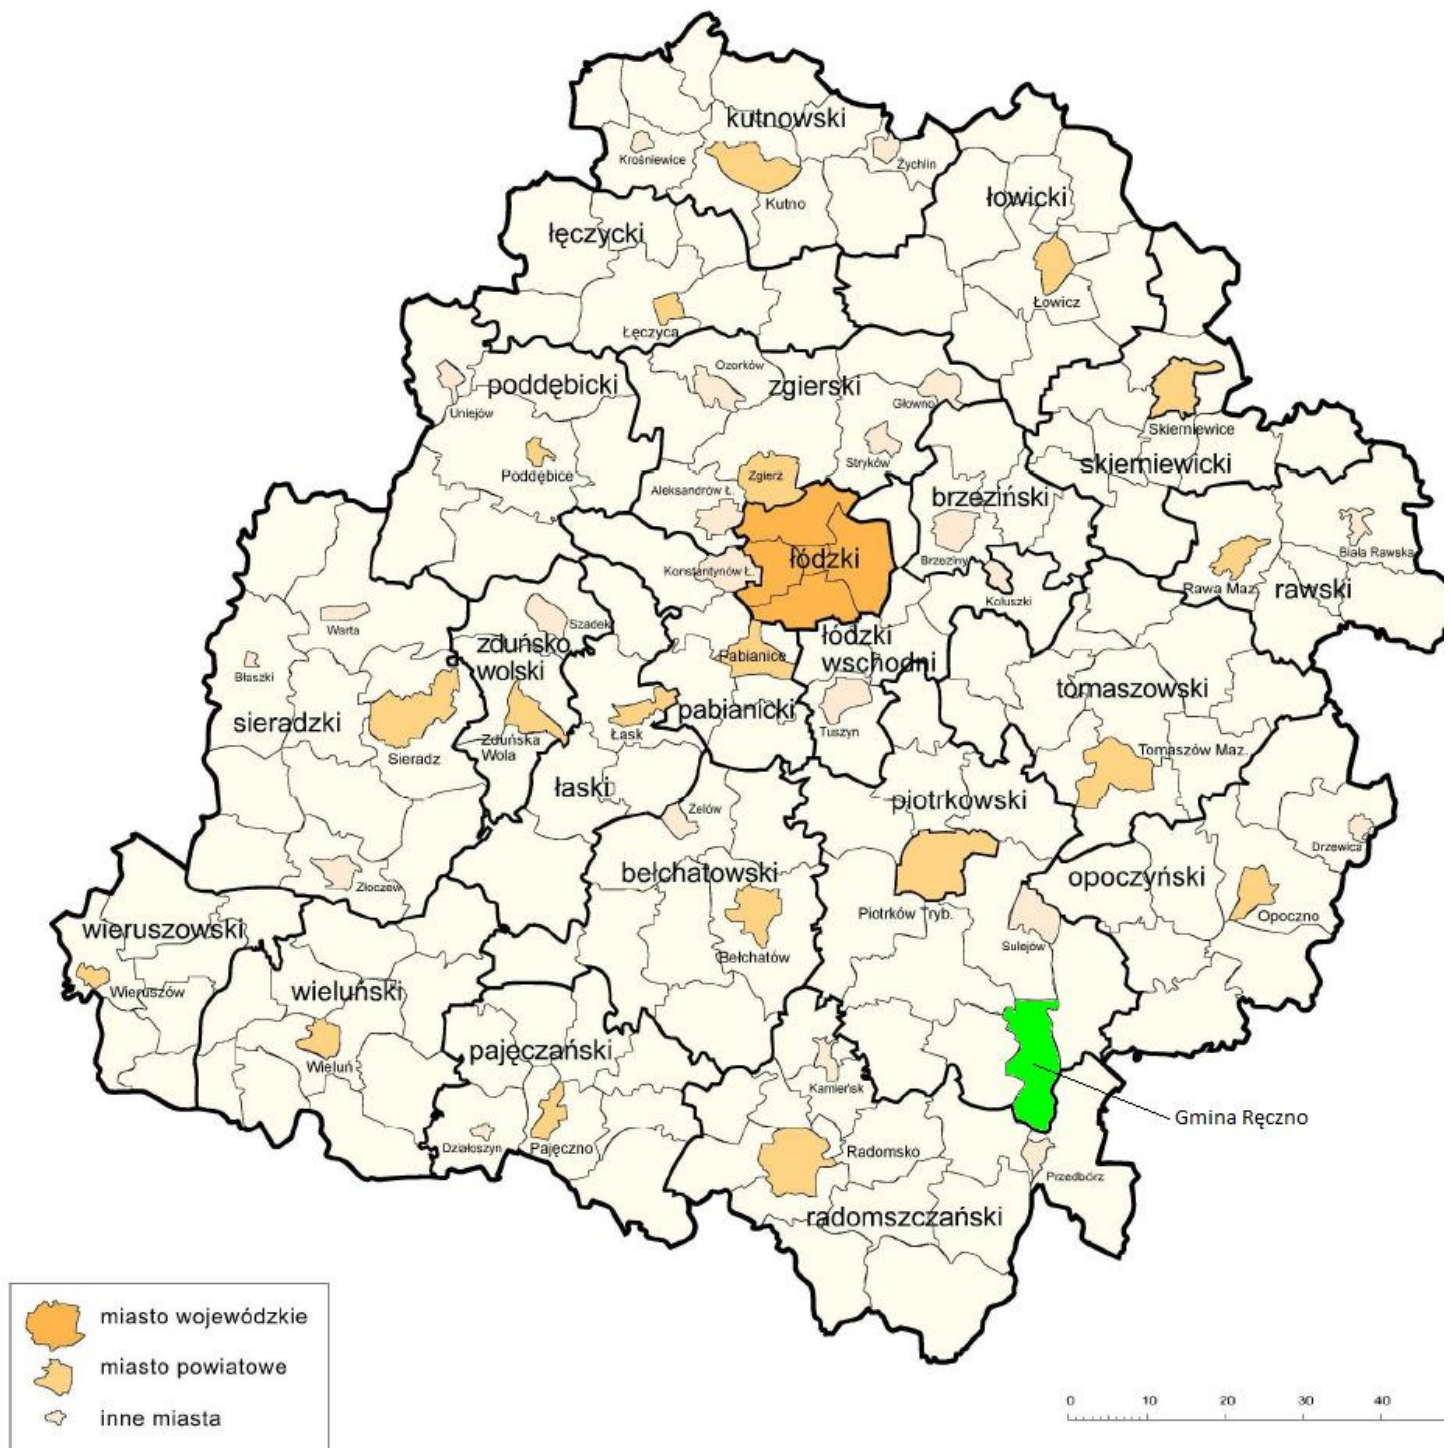 kutnowski
Krośniewice
Żychlin
Kutno
łowicki
łęczycki
Łowicz
Łęczyca
Ozorków
poddębicki
zgierski
Uniejów
Głowno
Skierniewice
Stryków
skierniewicki
Poddębice
Zgierz
Aleksandrów Ł.
brzeziński
Biała Rawska
łódzki
Brzeziny
Konstantynów Ł.
Rawa Maz.
rawski
Koluszki
Szadek
Warta
zduńsko
wolski
łódzki
wschodni
Pabianice
Błaszki
tomaszowski
sieradzki
pabianicki
Zduńska
Wola
Łask
Tuszyn
Sieradz
Tomaszów Maz.
łaski
piotrkowski
Zelów
Drzewica
bełchatowski
opoczyński
Złoczew
Piotrków Tryb.
Opoczno
wieruszowski
Sulejów
Bełchatów
Wieruszów
wieluński
pajęczański
Wieluń
Kamieńsk
Gmina Ręczno
Działoszyn
Pajęczno
Radomsko
Przedbórz
radomszczański
miasto wojewódzkie
miasto powiatowe
inne miasta
0 10 20 30 40